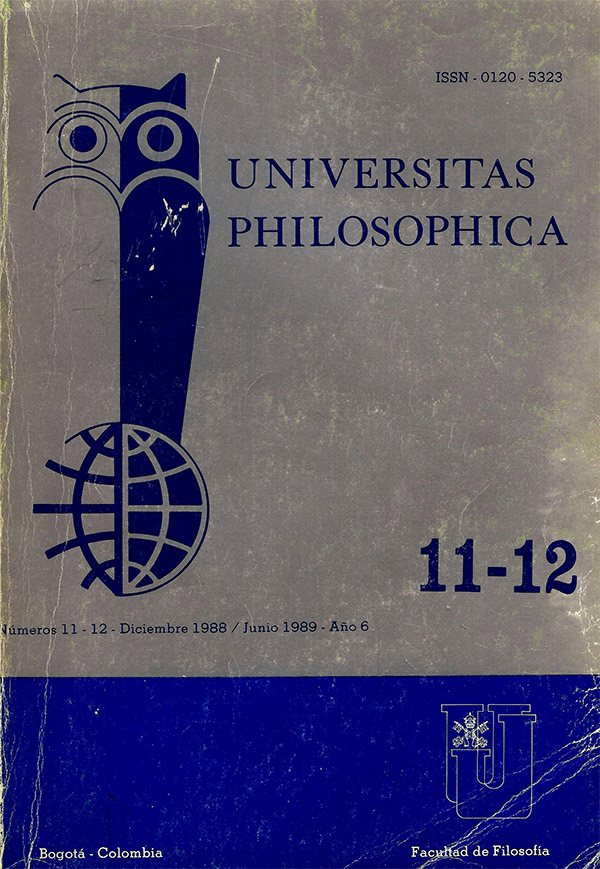 ISSN - 0120 - 5323
UNIVERSITAS
PHILOSOPHICA
11-12
Números 11 - 12 - Diciembre 1988 / Junio 1989 - Año 6
Bogotá - Colombia
Facultad de Filosofía